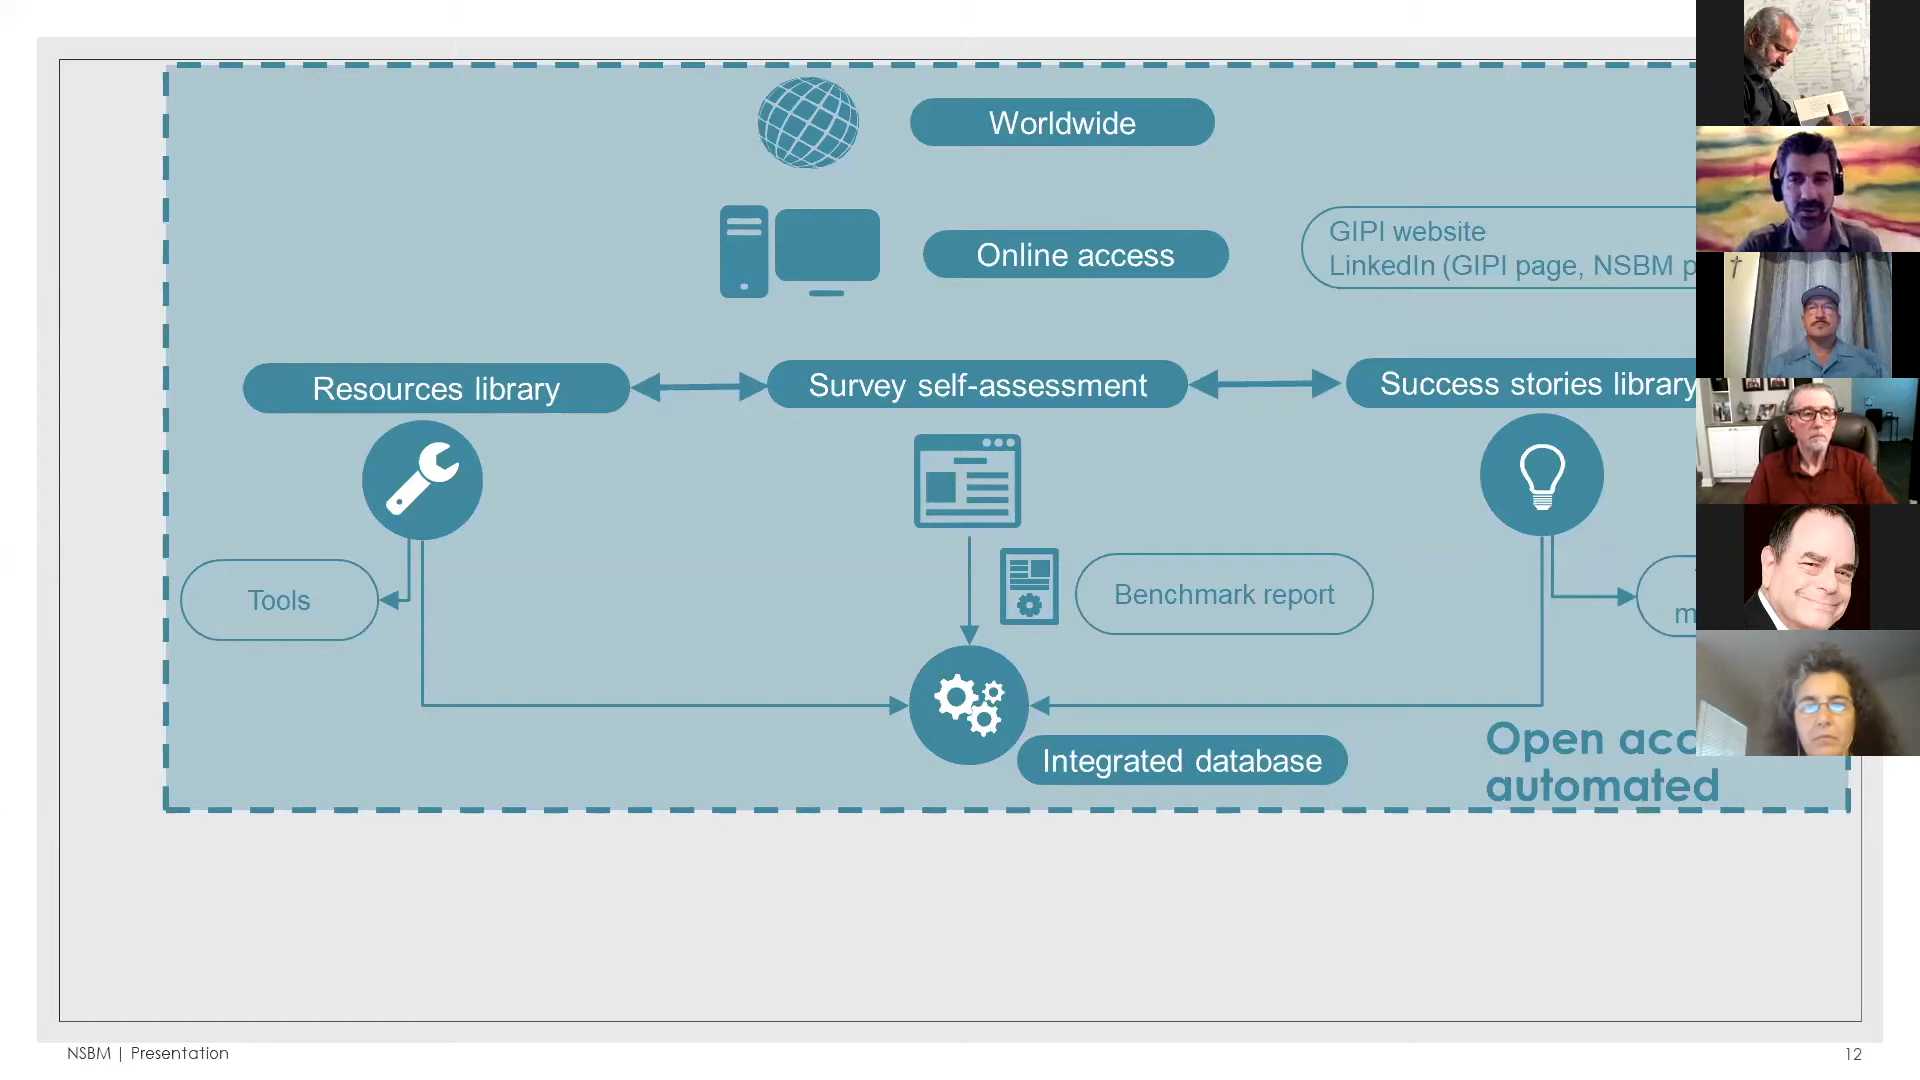 Worldwide
Online access
GIPI website
LinkedIn (GIPI page, NSBM p
Resources library
Survey self-assessment
Success stories library
Tools
Benchmark report
m
Integrated database
Open acc
automated
NSBM | Presentation
12